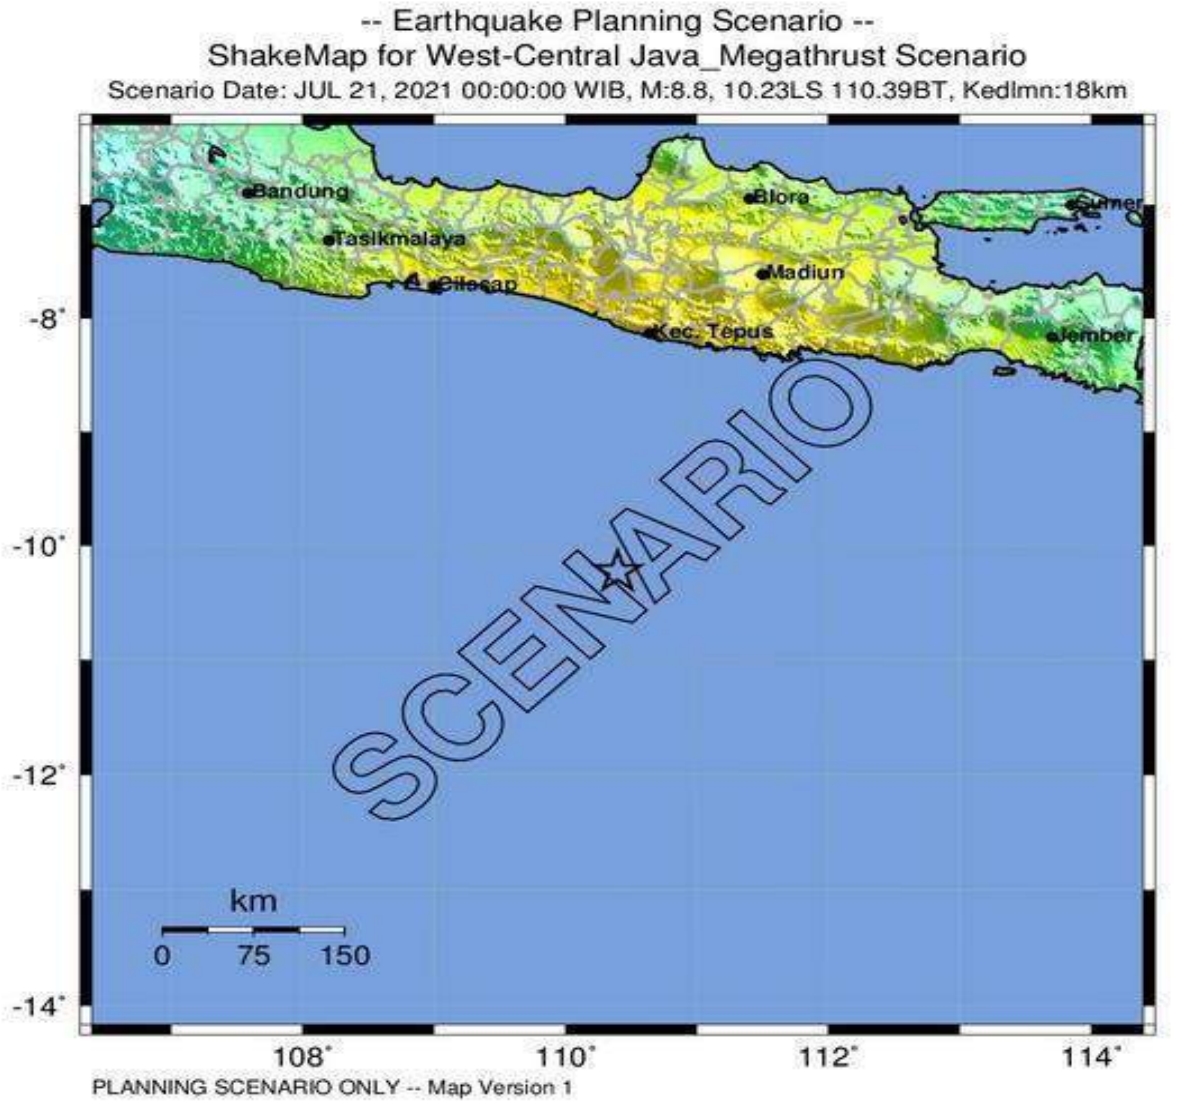 -- Earthquake Planning Scenario --
ShakeMap for West-Central Java_Megathrust Scenario
Scenario Date: JUL 21, 2021 00:00:00 WIB, M:8.8, 10.23LS 110.39BT, Kedlmn:18km
Bandung
Blora
Sumer
Tasikmalaya
Madiun
Cilacap
Kec. Tepus
Jember
-8°
SCENARIO
-10°
-12°
km
0 75 150
-14°
108° 110° 112° 114°
PLANNING SCENARIO ONLY -- Map Version 1